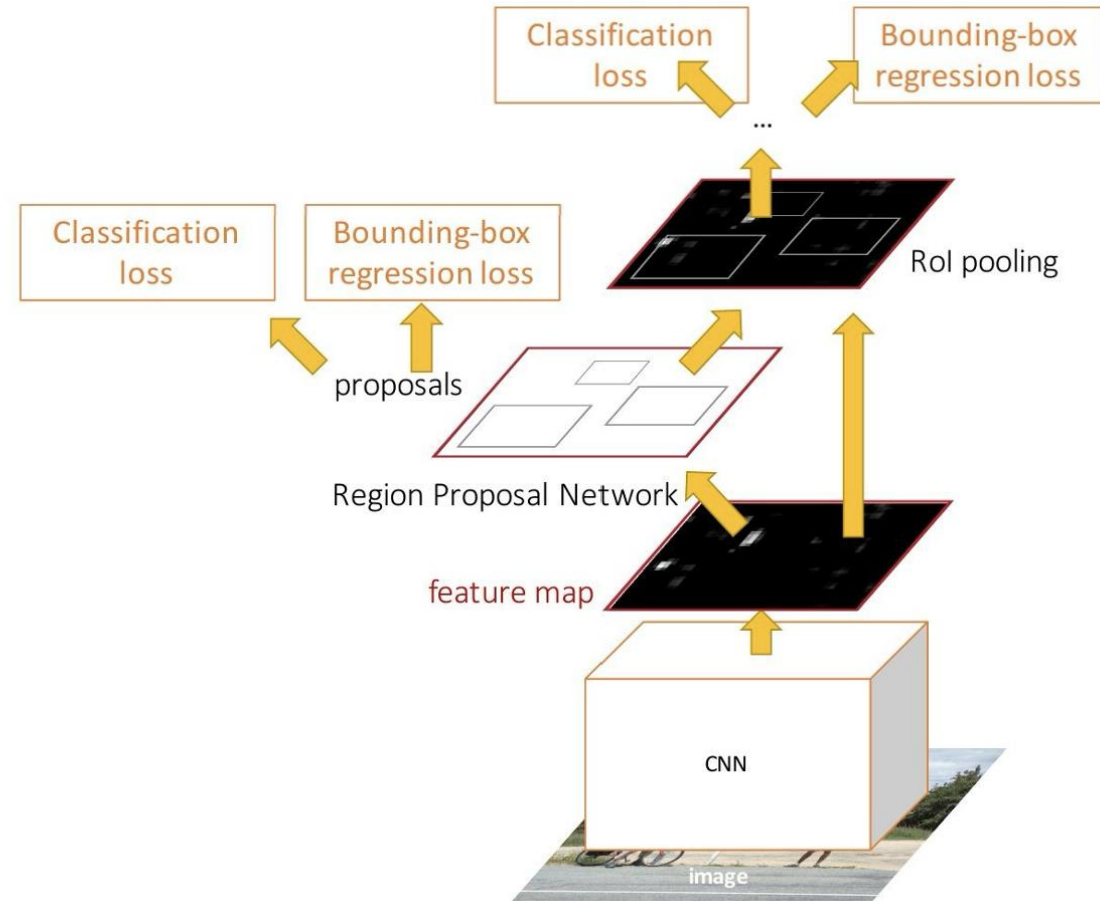 Classification
loss
Bounding-box
regression loss
...
Classification
loss
Bounding-box
regression loss
RoI pooling
proposals
Region Proposal Network
feature map
CNN
image